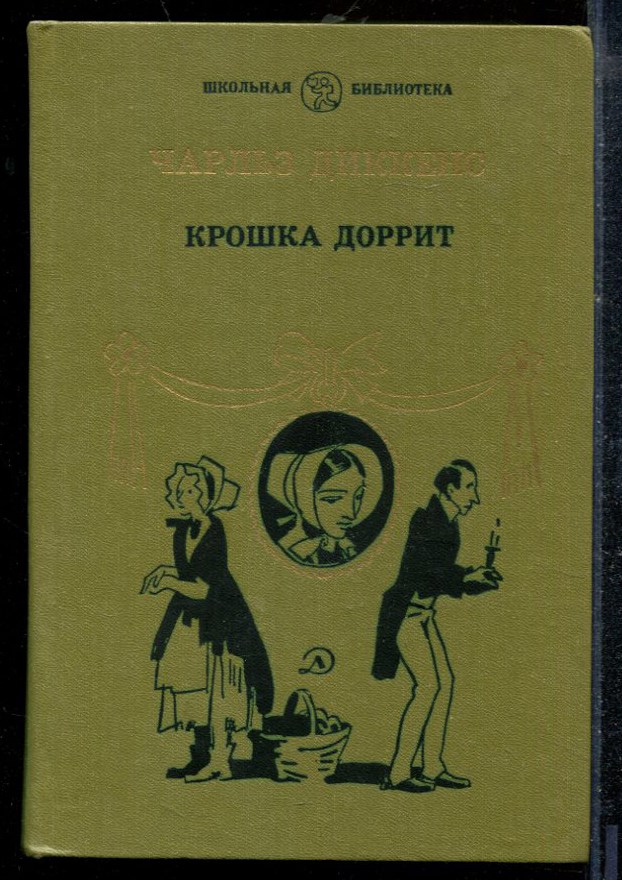 ШКОЛЬНАЯ БИБЛИОТЕКА
ЧАРЛЬЗ ДИККЕНС
КРОШКА ДОРРИТ